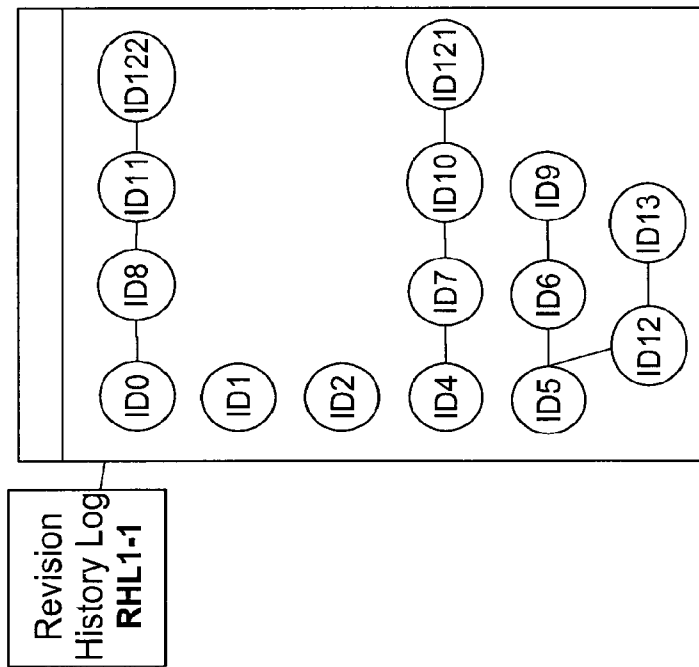 Revision
History Log
RHL1-1
ID0
ID8
ID11
ID122
ID1
ID2
ID4
ID7
ID10
ID121
ID5
ID6
ID9
ID12
ID13